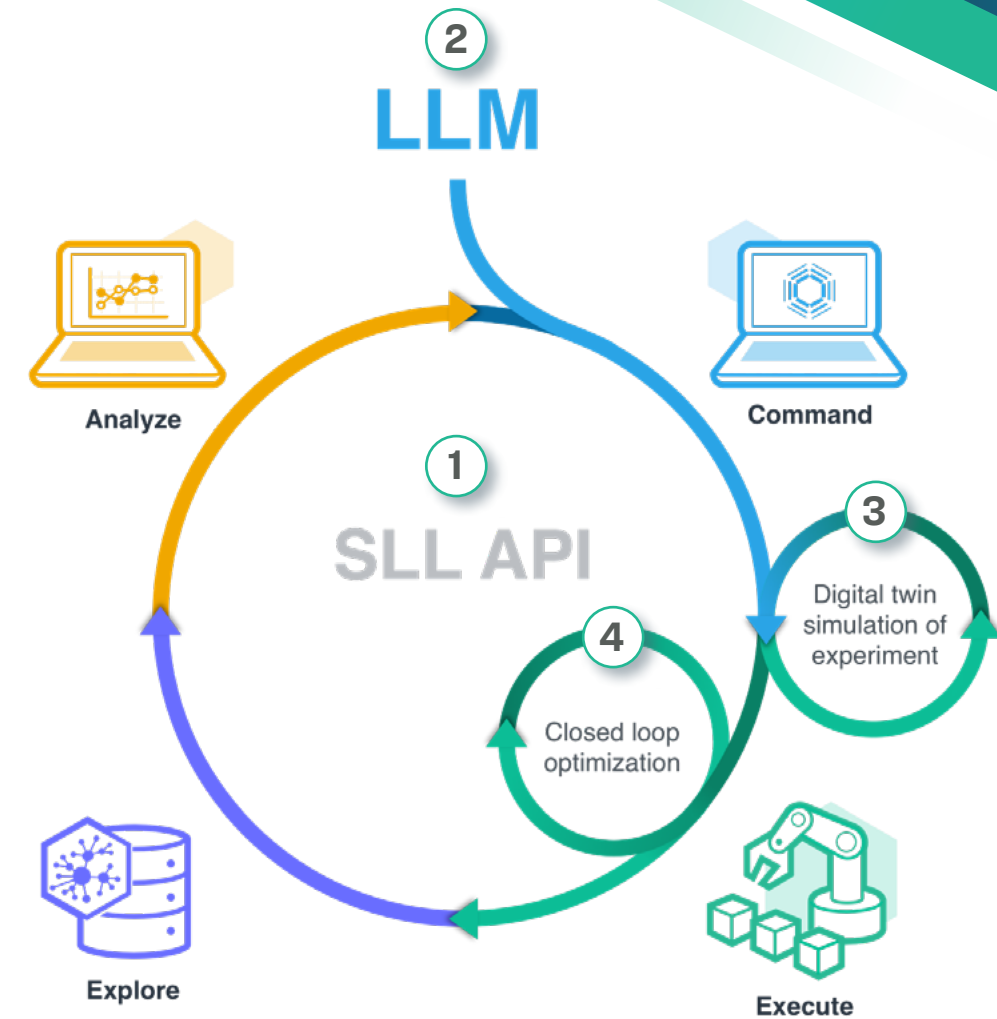 2
LLM
Analyze
Command
1
SLL API
3
Digital twin
simulation of
experiment
4
Closed loop
optimization
Explore
Execute